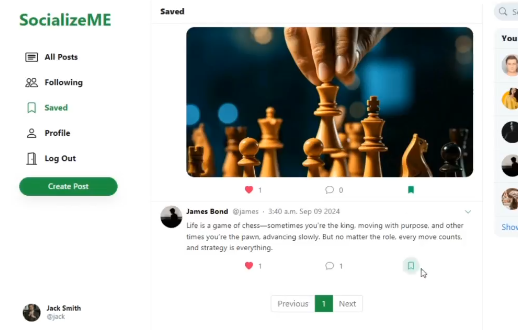 SocializeME
All Posts
Following
Saved
Profile
Log Out
Create Post
Jack Smith
@jack
Saved
1
0
James Bond @james · 3:40 a.m. Sep 09 2024
Life is a game of chess—sometimes you're the king, moving with purpose, and other
times you're the pawn, advancing slowly. But no matter the role, every move counts,
and strategy is everything.
1
1
Previous 1 Next
You
Show